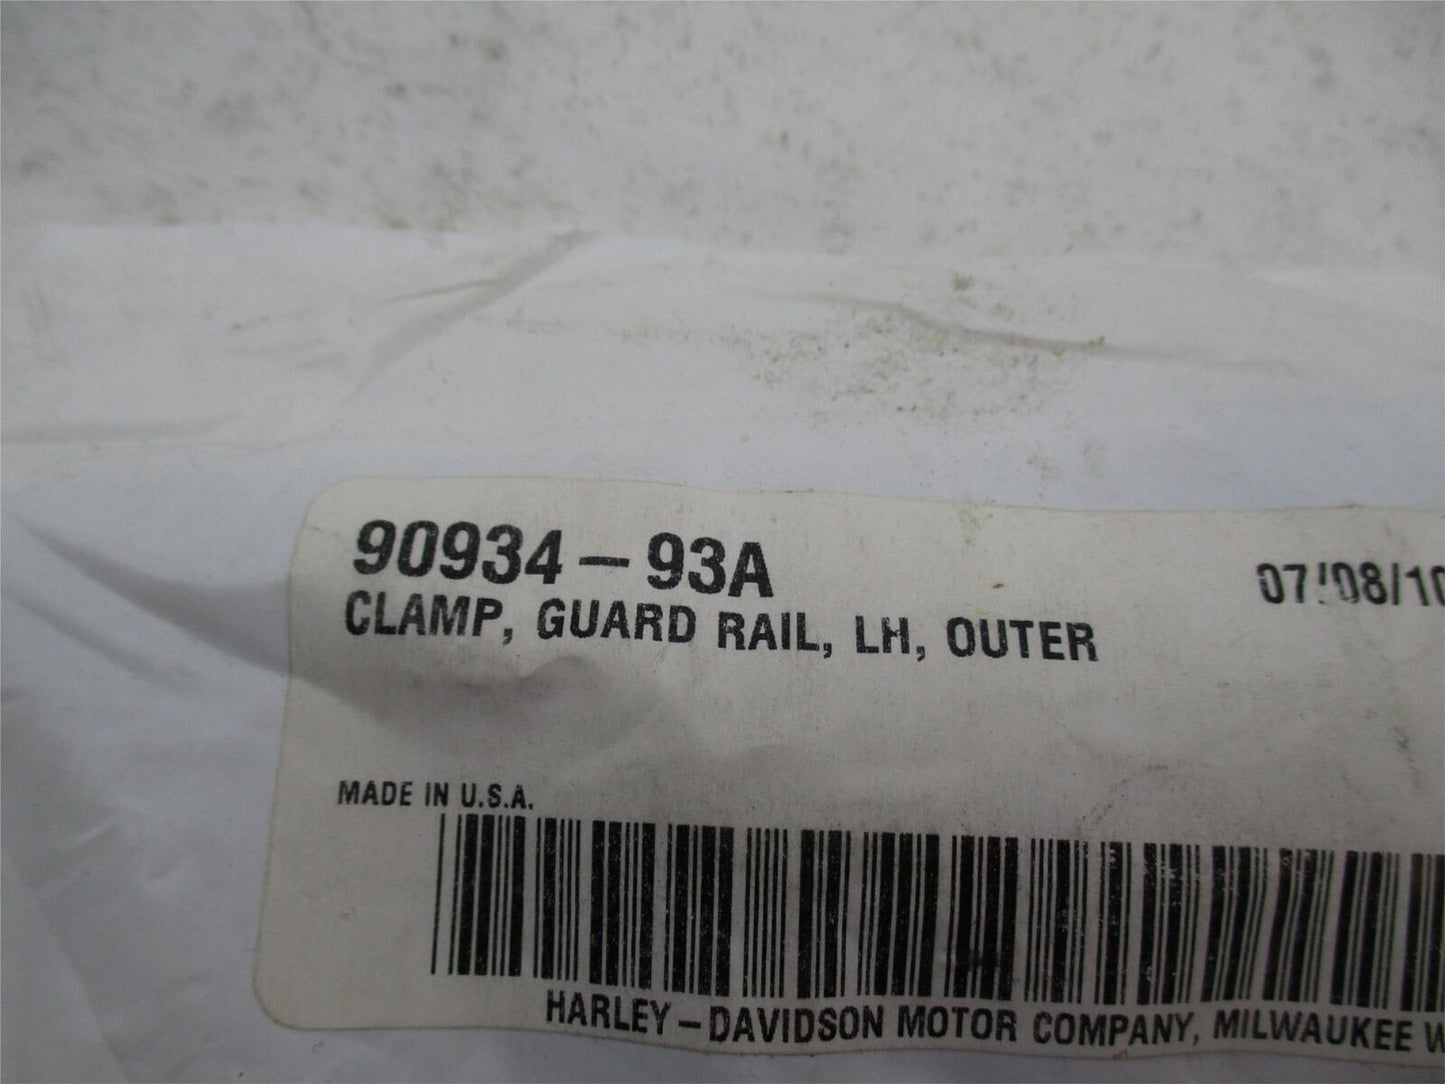 90934-93A
07/08/10
CLAMP, GUARD RAIL, LH, OUTER
MADE IN U.S.A.
HARLEY-DAVIDSON MOTOR COMPANY, MILWAUKEE W